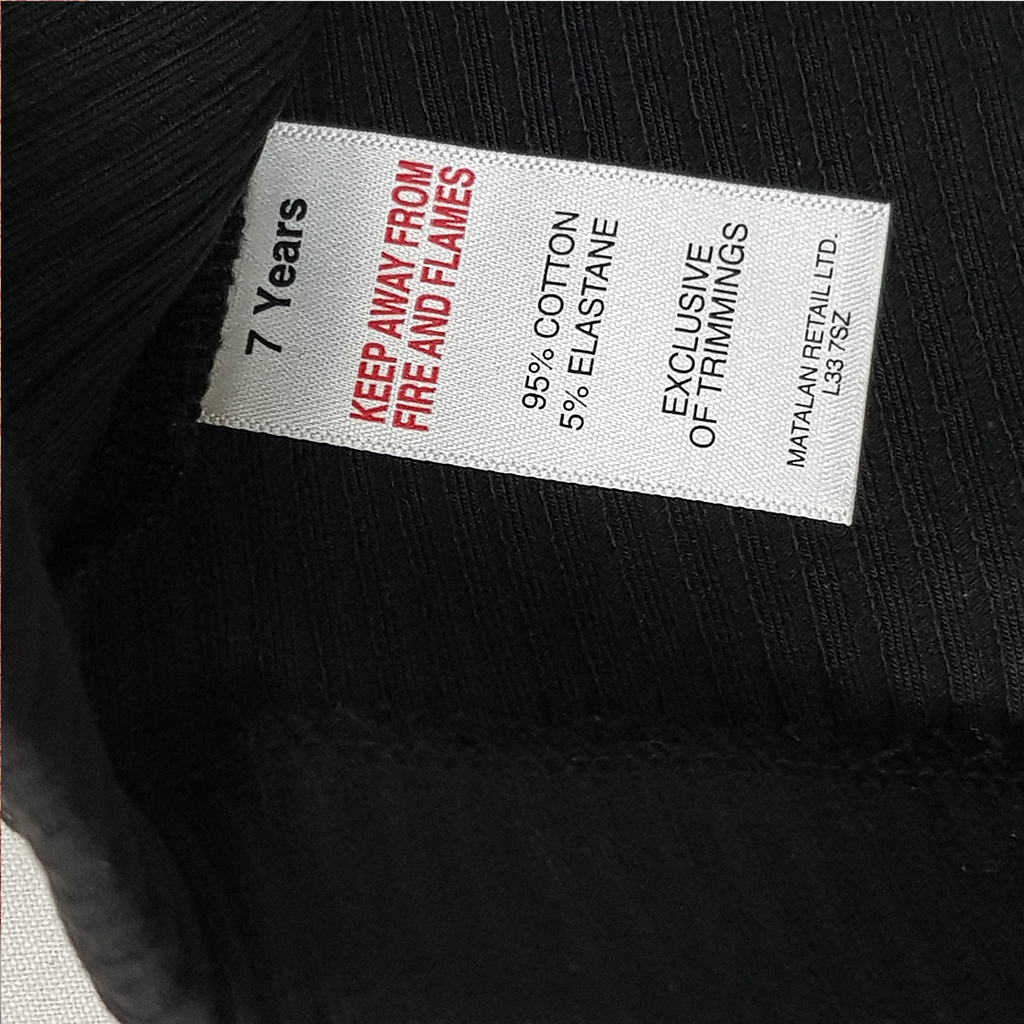 7 Years
KEEP AWAY FROM
FIRE AND FLAMES
95% COTTON
5% ELASTANE
EXCLUSIVE
OF TRIMMINGS
MATALAN RETAIL LTD.
L33 7SZ